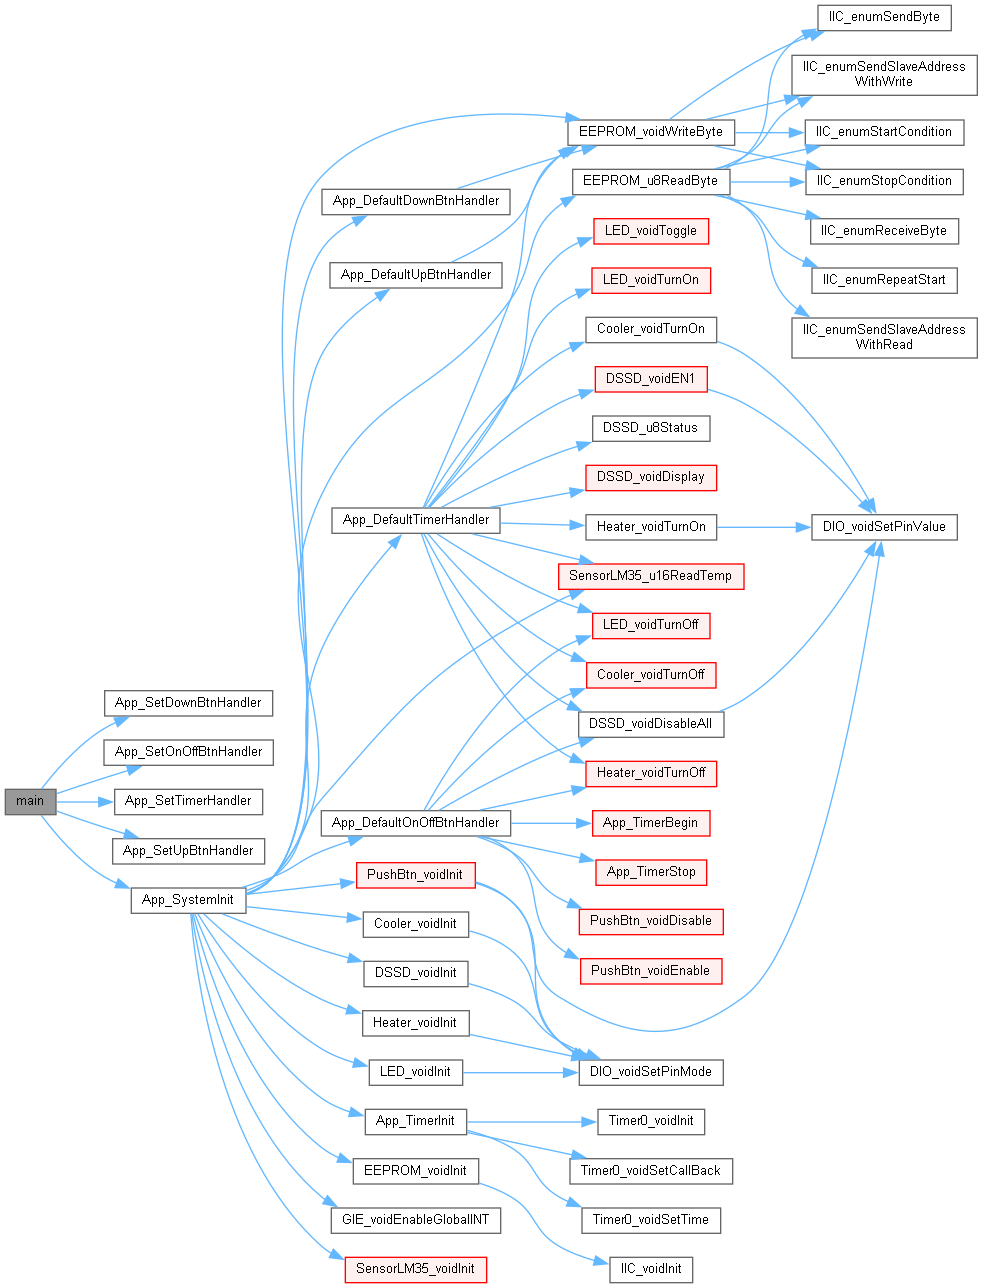 IIC_enumSendByte
IIC_enumSendSlaveAddress
WithWrite
EEPROM_voidWriteByte
IIC_enumStartCondition
EEPROM_u8ReadByte
IIC_enumStopCondition
App_DefaultDownBtnHandler
LED_voidToggle
IIC_enumReceiveByte
App_DefaultUpBtnHandler
LED_voidTurnOn
IIC_enumRepeatStart
Cooler_voidTurnOn
IIC_enumSendSlaveAddress
WithRead
DSSD_voidEN1
DSSD_u8Status
DSSD_voidDisplay
App_DefaultTimerHandler
Heater_voidTurnOn
DIO_voidSetPinValue
SensorLM35_u16ReadTemp
LED_voidTurnOff
Cooler_voidTurnOff
App_SetDownBtnHandler
DSSD_voidDisableAll
App_SetOnOffBtnHandler
Heater_voidTurnOff
main
App_SetTimerHandler
App_DefaultOnOffBtnHandler
App_TimerBegin
App_SetUpBtnHandler
PushBtn_voidInit
App_TimerStop
App_SystemInit
Cooler_voidInit
PushBtn_voidDisable
DSSD_voidInit
PushBtn_voidEnable
Heater_voidInit
LED_voidInit
DIO_voidSetPinMode
App_TimerInit
Timer0_voidInit
EEPROM_voidInit
Timer0_voidSetCallBack
GIE_voidEnableGlobalINT
Timer0_voidSetTime
SensorLM35_voidInit
IIC_voidInit